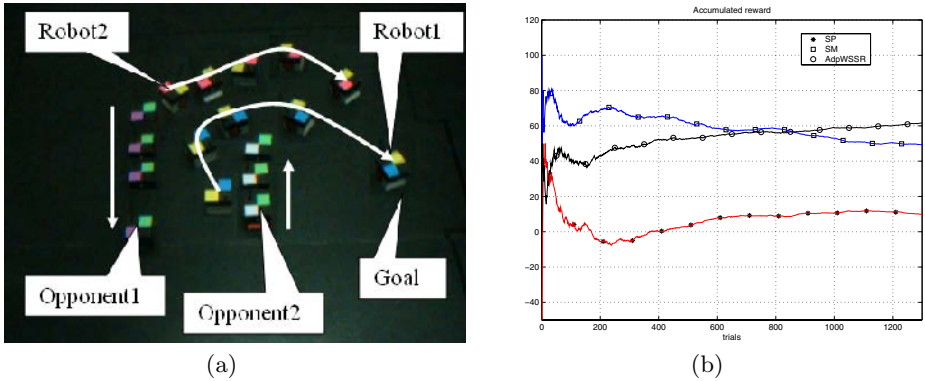 Robot2
Robot1
Opponent1
Opponent2
Goal
(a)
Accumulated reward
SP
SM
AdpWSSR
120
100
80
60
40
20
0
-20
-40
0
200
400
600
800
1000
1200
trials
(b)